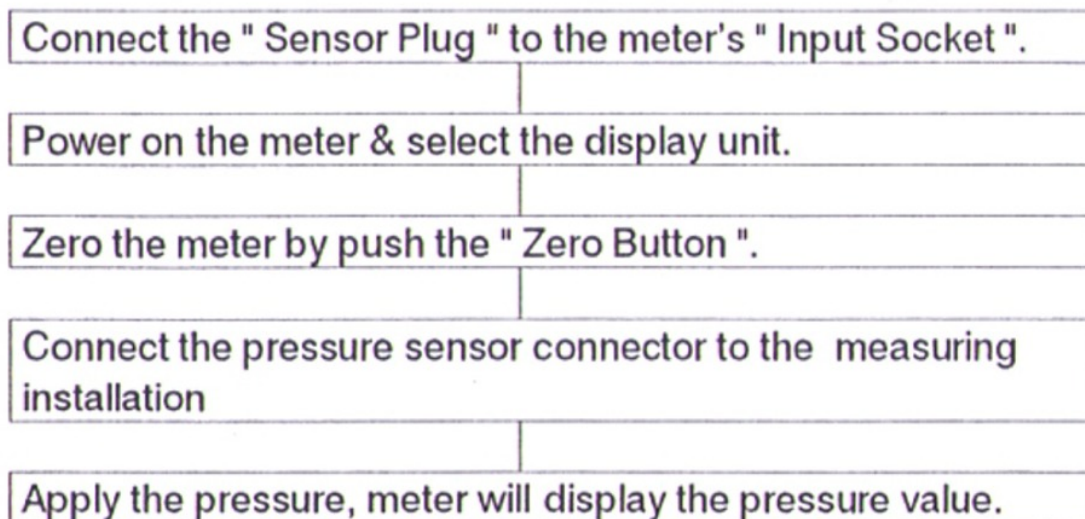 Connect the " Sensor Plug " to the meter's " Input Socket ".
Power on the meter & select the display unit.
Zero the meter by push the " Zero Button ".
Connect the pressure sensor connector to the measuring
installation
Apply the pressure, meter will display the pressure value.